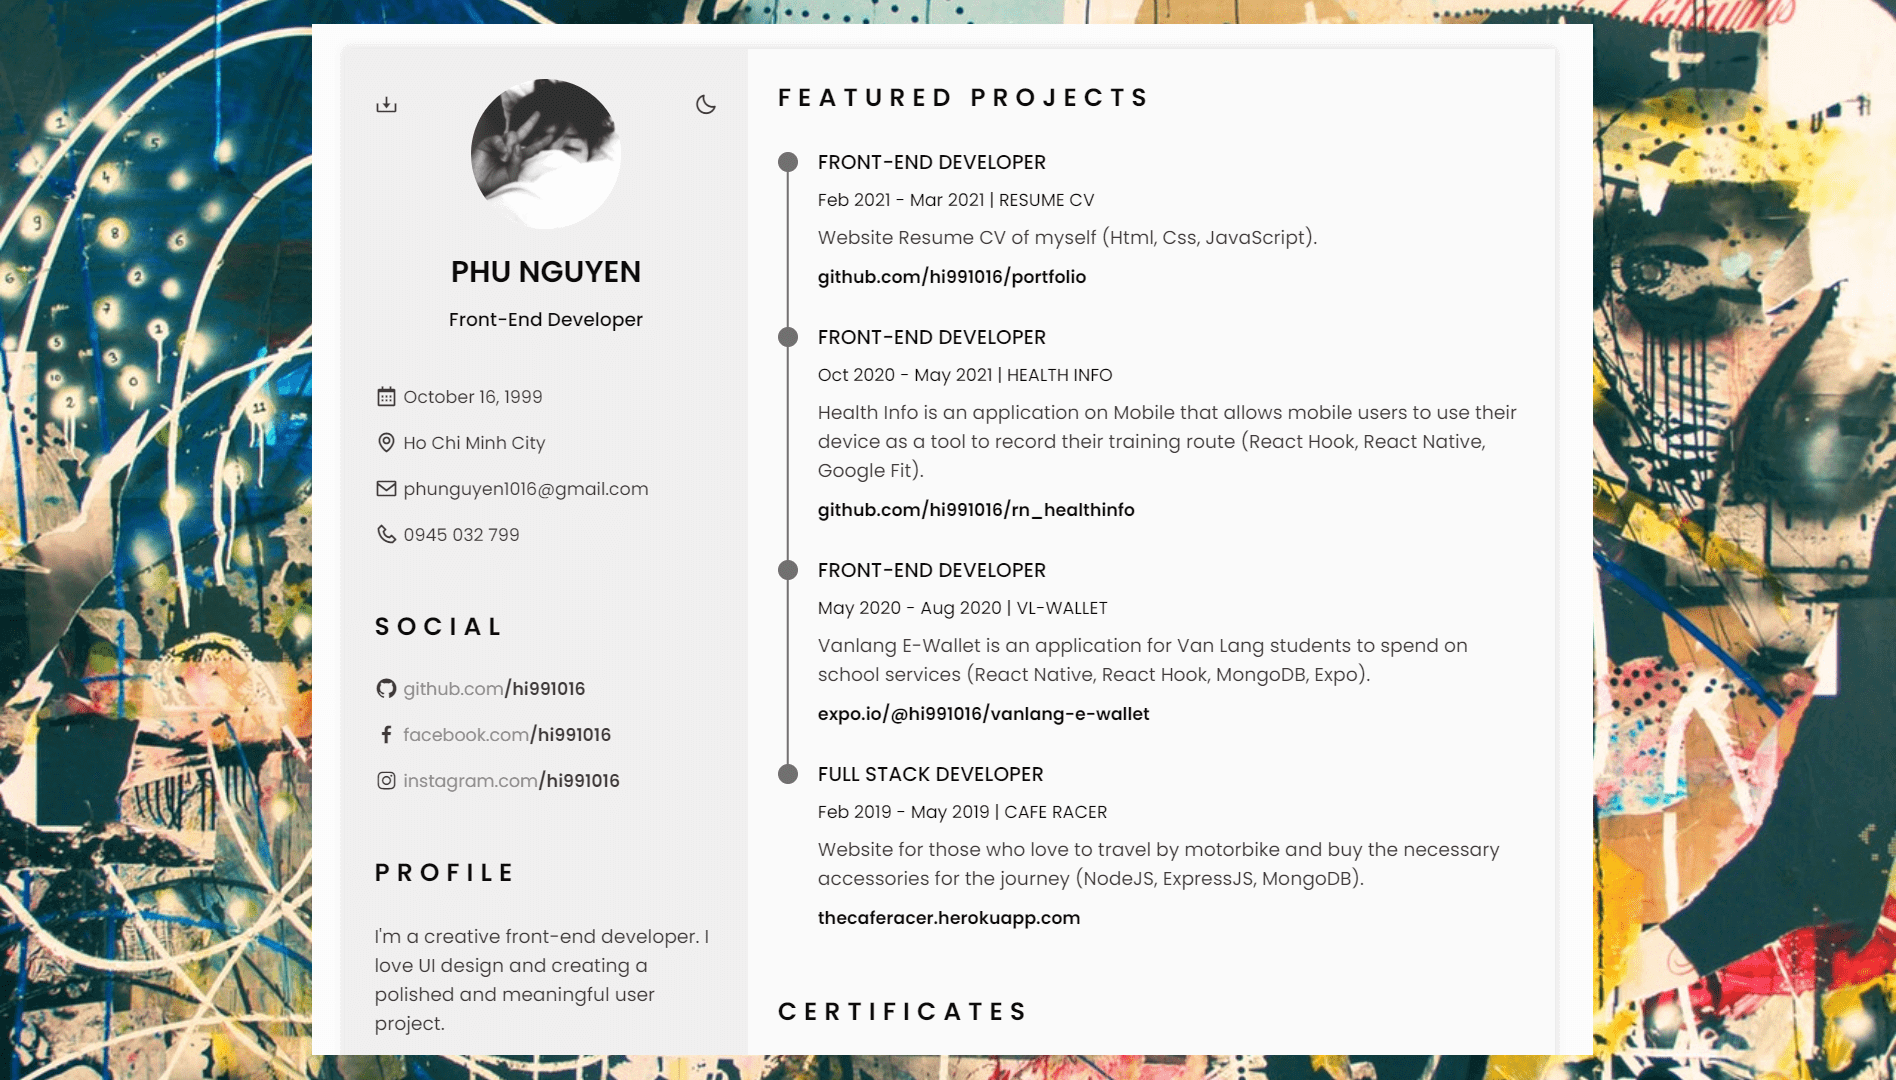 PHU NGUYEN
Front-End Developer
October 16, 1999
Ho Chi Minh City
phunguyen1016@gmail.com
0945 032 799
SOCIAL
github.com/hi991016
facebook.com/hi991016
instagram.com/hi991016
PROFILE
I'm a creative front-end developer. I
love UI design and creating a
polished and meaningful user
project.
FEATURED PROJECTS
FRONT-END DEVELOPER
Feb 2021 - Mar 2021 | RESUME CV
Website Resume CV of myself (Html, Css, JavaScript).
github.com/hi991016/portfolio
FRONT-END DEVELOPER
Oct 2020 - May 2021 | HEALTH INFO
Health Info is an application on Mobile that allows mobile users to use their
device as a tool to record their training route (React Hook, React Native,
Google Fit).
github.com/hi991016/rn_healthinfo
FRONT-END DEVELOPER
May 2020 - Aug 2020 | VL-WALLET
Vanlang E-Wallet is an application for Van Lang students to spend on
school services (React Native, React Hook, MongoDB, Expo).
expo.io/@hi991016/vanlang-e-wallet
FULL STACK DEVELOPER
Feb 2019 - May 2019 | CAFE RACER
Website for those who love to travel by motorbike and buy the necessary
accessories for the journey (NodeJS, ExpressJS, MongoDB).
thecaferacer.herokuapp.com
CERTIFICATES